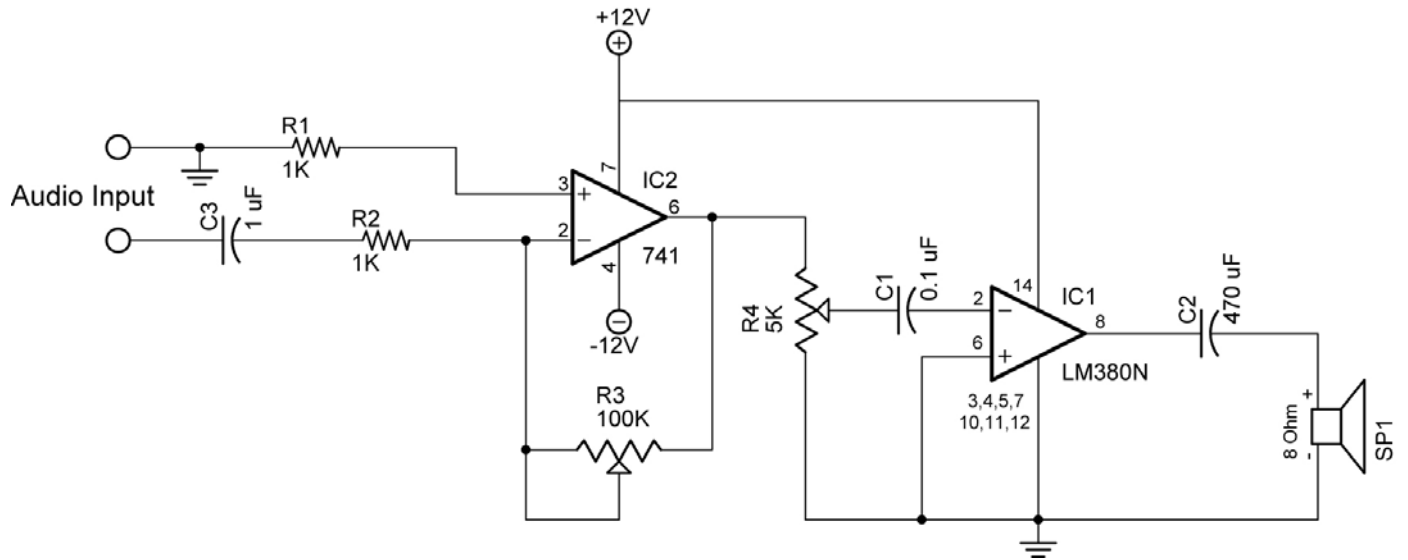 +12V
R1
1K
Audio Input
C3
1 uF
R2
1K
3
+
2
−
7
4
6
IC2
741
-12V
R3
100K
R4
5K
C1
0.1 uF
2
−
6
+
14
IC1
8
LM380N
3,4,5,7
10,11,12
C2
470 uF
+
8 Ohm
-
SP1